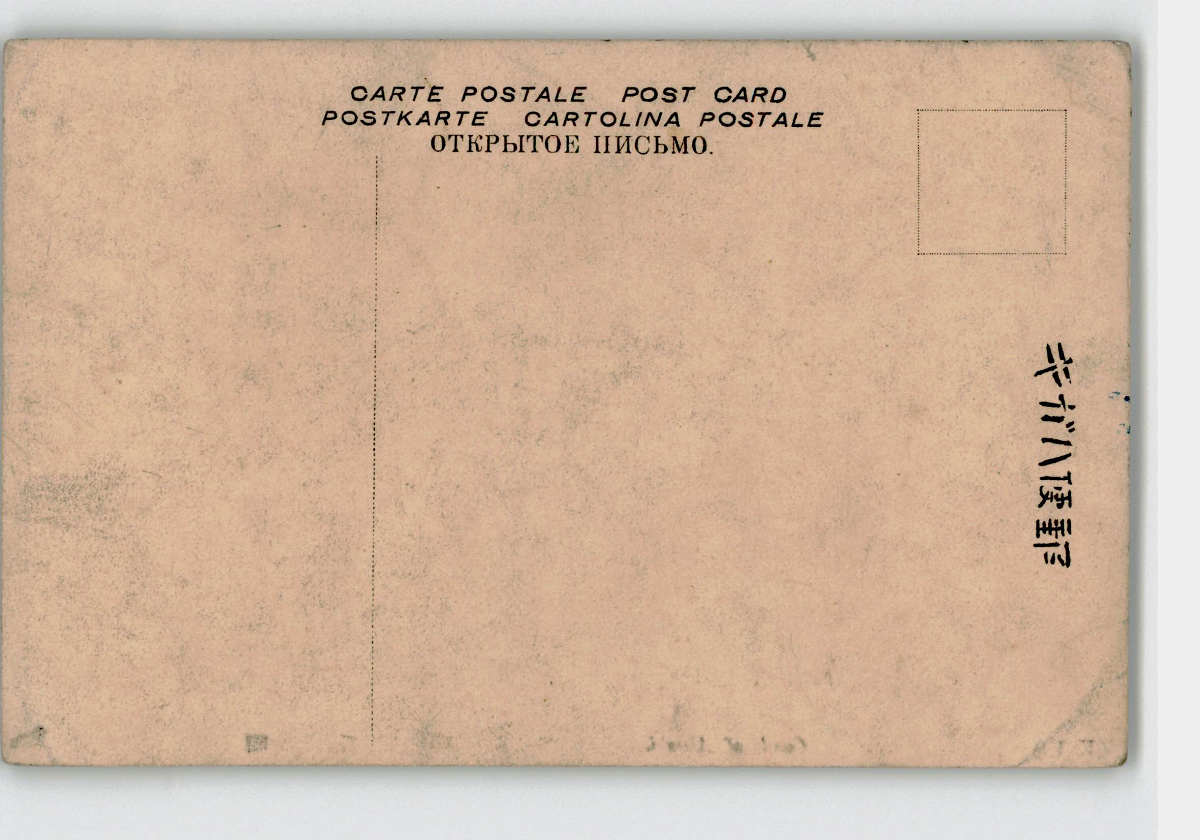 CARTE POSTALE POST CARD
POSTKARTE CARTOLINA POSTALE
ОТКРЫТОЕ ПИСЬМО.
郵便ハガキ